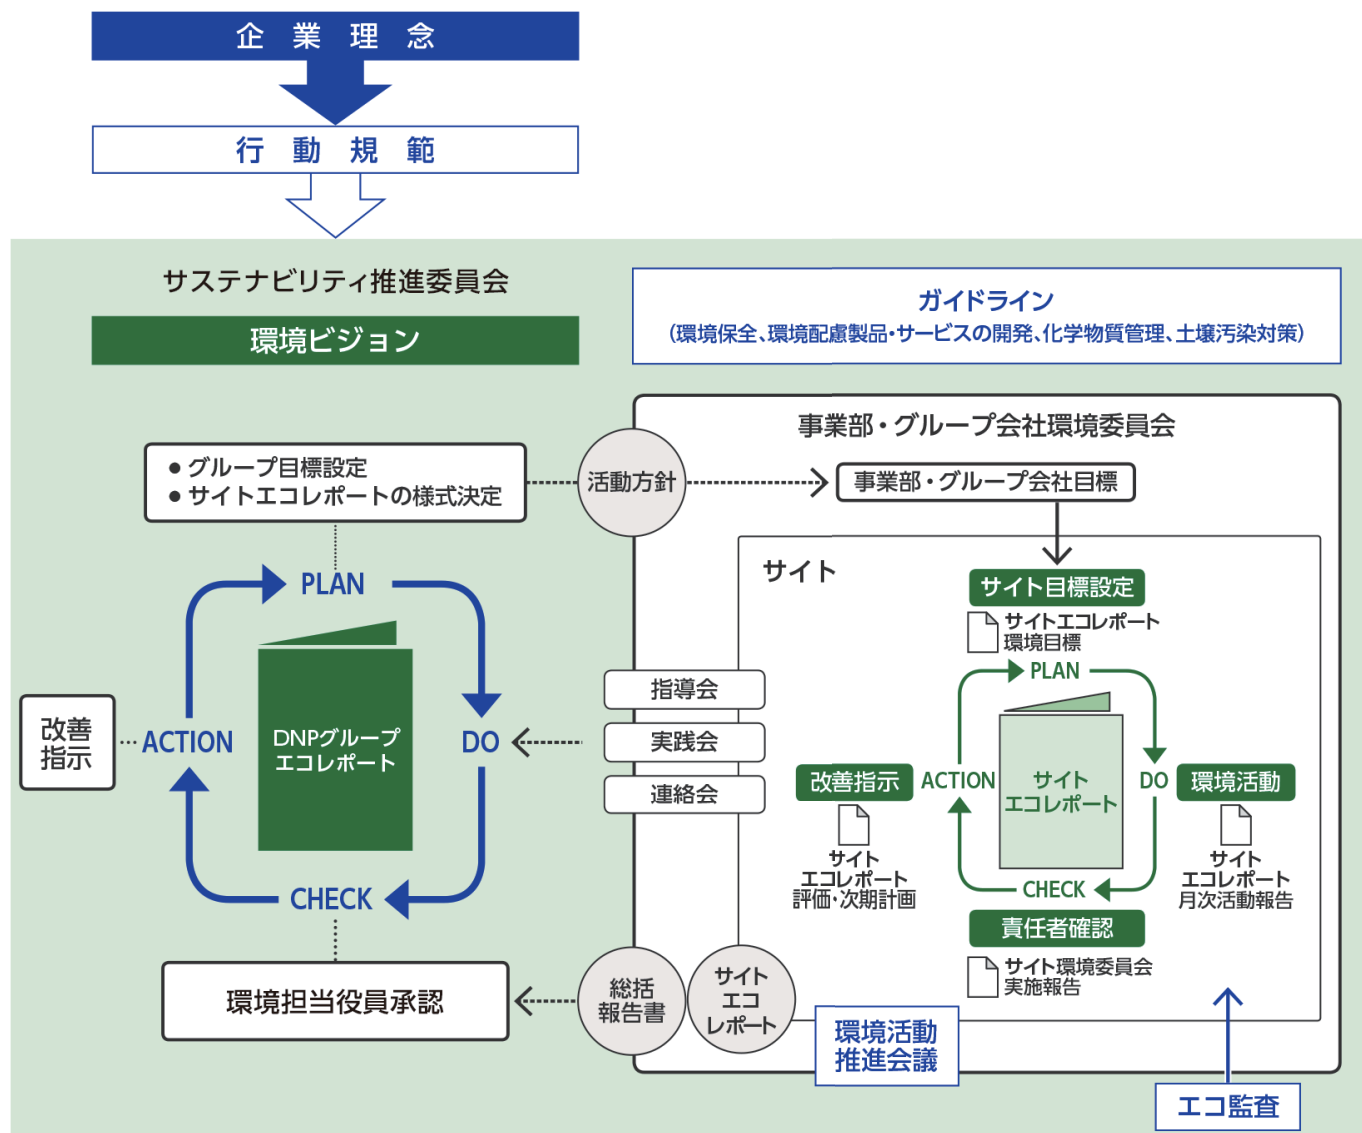 企業理念
行動規範
サステナビリティ推進委員会
環境ビジョン
ガイドライン
（環境保全、環境配慮製品・サービスの開発、化学物質管理、土壌汚染対策）
● グループ目標設定
● サイトエコレポートの様式決定
活動方針
事業部・グループ会社環境委員会
事業部・グループ会社目標
PLAN
DO
CHECK
ACTION
DNPグループ
エコレポート
改善
指示
環境担当役員承認
指導会
実践会
連絡会
総括
報告書
サイト
エコ
レポート
サイト
サイト目標設定
サイトエコレポート
環境目標
PLAN
DO
CHECK
ACTION
サイト
エコレポート
環境活動
サイト
エコレポート
月次活動報告
責任者確認
サイト環境委員会
実施報告
改善指示
サイト
エコレポート
評価・次期計画
環境活動
推進会議
エコ監査